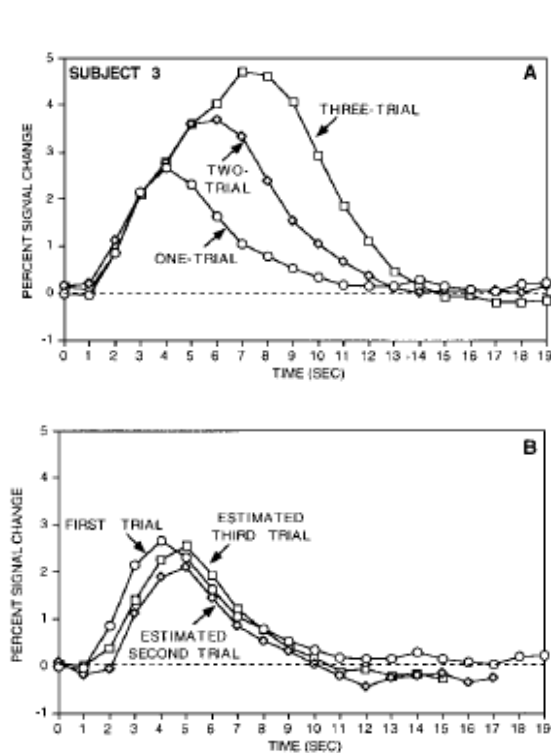 SUBJECT 3
A
5
4
3
2
1
0
-1
PERCENT SIGNAL CHANGE
THREE-TRIAL
TWO-
TRIAL
ONE-TRIAL
0 1 2 3 4 5 6 7 8 9 10 11 12 13 -14 15 16 17 18 19
TIME (SEC)
B
5
4
3
2
1
0
-1
PERCENT SIGNAL CHANGE
FIRST TRIAL
ESTIMATED
THIRD TRIAL
ESTIMATED
SECOND TRIAL
0 1 2 3 4 5 6 7 8 9 10 11 12 13 14 15 16 17 18 19
TIME (SEC)